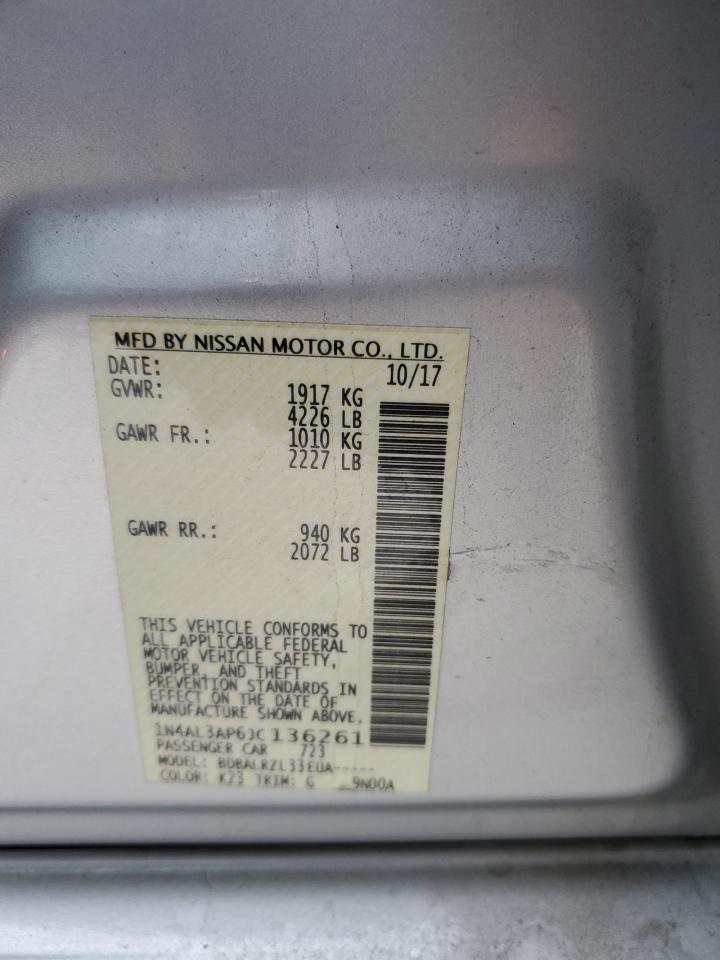 MFD BY NISSAN MOTOR CO., LTD.
DATE: 10/17
GVWR: 1917 KG
4226 LB
GAWR FR.: 1010 KG
2227 LB
GAWR RR.: 940 KG
2072 LB
THIS VEHICLE CONFORMS TO
ALL APPLICABLE FEDERAL
MOTOR VEHICLE SAFETY,
BUMPER, AND THEFT
PREVENTION STANDARDS IN
EFFECT ON THE DATE OF
MANUFACTURE SHOWN ABOVE.
1N4AL3AP6JC136261
PASSENGER CAR 723
MODEL: BDBALRZL33EUA-----
COLOR: K23 TRIM: G 9N00A